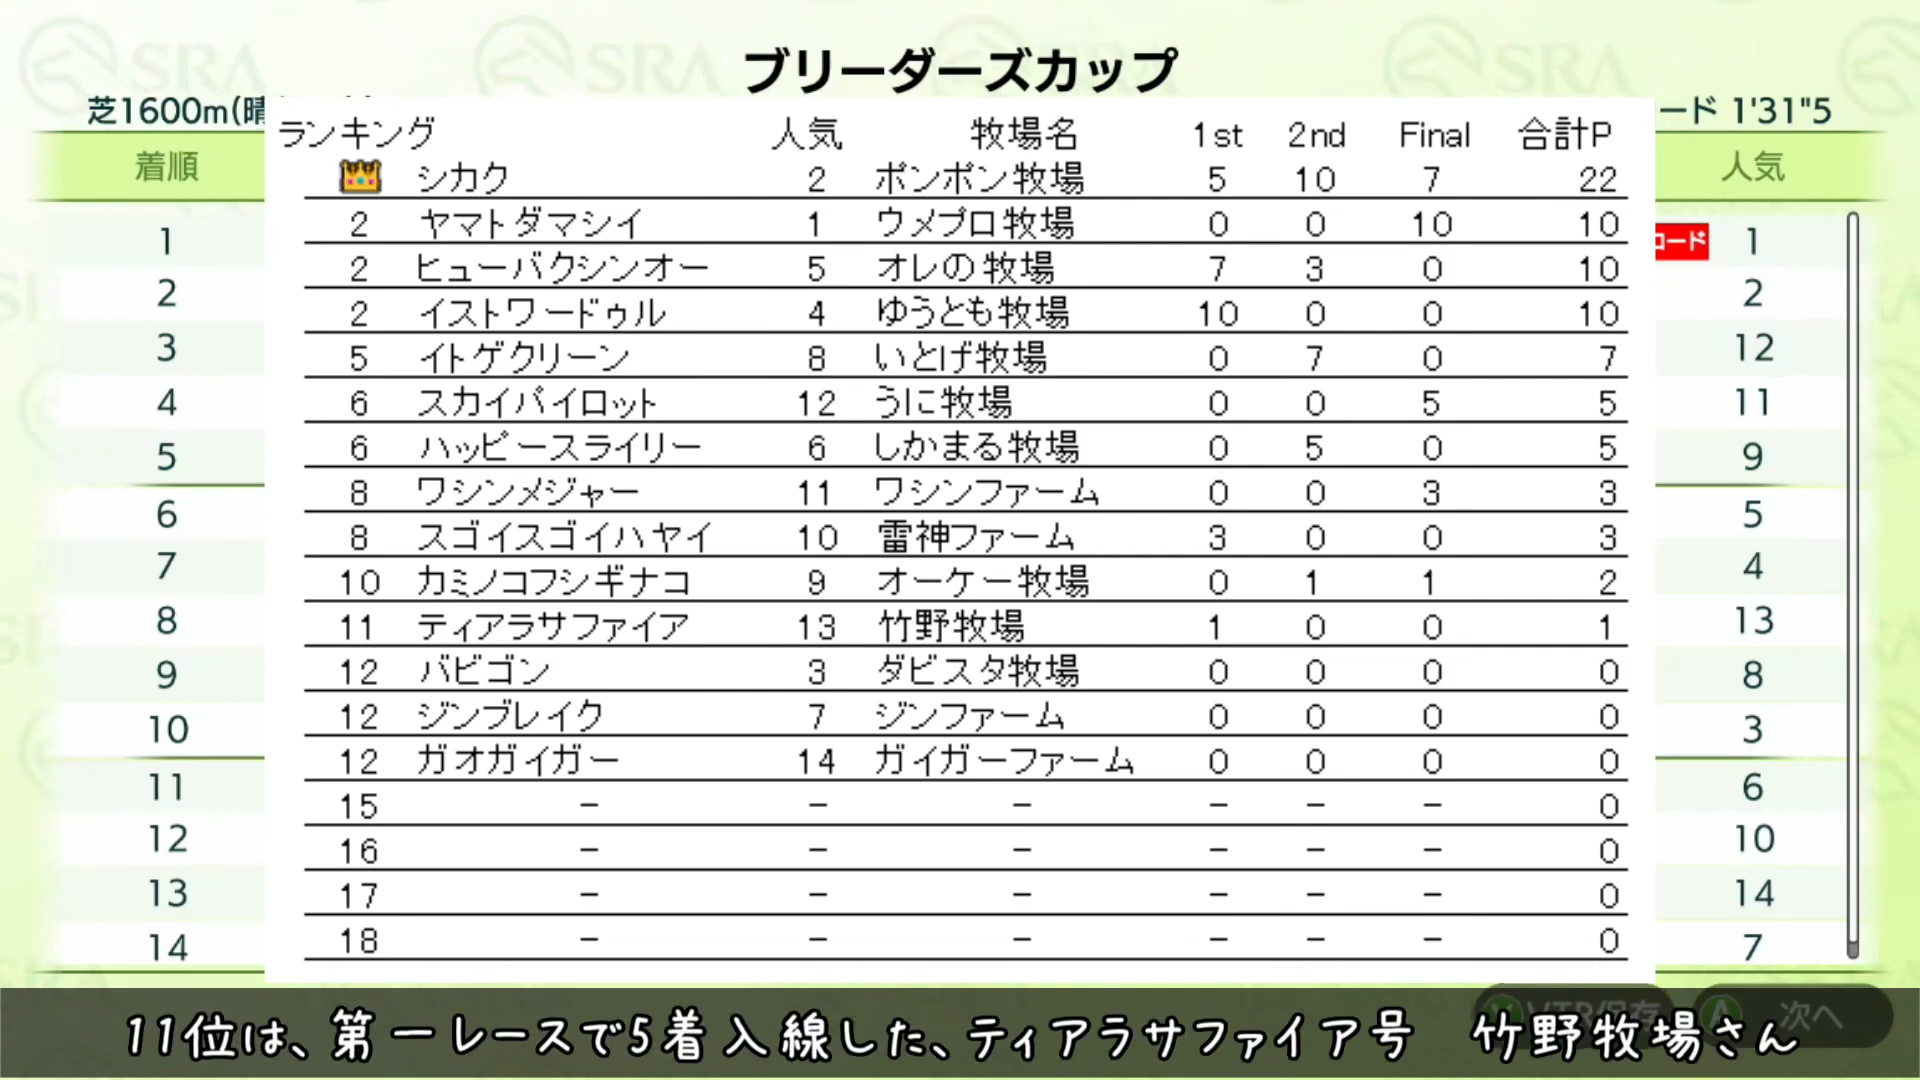 SRA SRA SRA
ブリーダーズカップ
芝1600m(晴 ード 1'31"5
ランキング 人気 牧場名 1st 2nd Final 合計P
着順 人気
シカク 2 ポンポン牧場 5 10 7 22
2 ヤマトダマシイ 1 ウメプロ牧場 0 0 10 10
1 コード 1
2 ヒューバクシンオー 5 オレの牧場 7 3 0 10
2 2
2 イストワードゥル 4 ゆうとも牧場 10 0 0 10
3 12
5 イトゲクリーン 8 いとげ牧場 0 7 0 7
4 11
6 スカイパイロット 12 うに牧場 0 0 5 5
6 ハッピースライリー 6 しかまる牧場 0 5 0 5
5 9
8 ワシンメジャー 11 ワシンファーム 0 0 3 3
6 5
8 スゴイスゴイハヤイ 10 雷神ファーム 3 0 0 3
7 4
10 カミノコフシギナコ 9 オーケー牧場 0 1 1 2
8 13
11 ティアラサファイア 13 竹野牧場 1 0 0 1
12 バビゴン 3 ダビスタ牧場 0 0 0 0
9 8
12 ジンブレイク 7 ジンファーム 0 0 0 0
10 3
12 ガオガイガー 14 ガイガーファーム 0 0 0 0
11 6
15 － － － － － － 0
12 10
16 － － － － － － 0
13 14
17 － － － － － － 0
14 7
18 － － － － － － 0
VTR保存 A 次へ
11位は、第一レースで5着入線した、ティアラサファイア号 竹野牧場さん